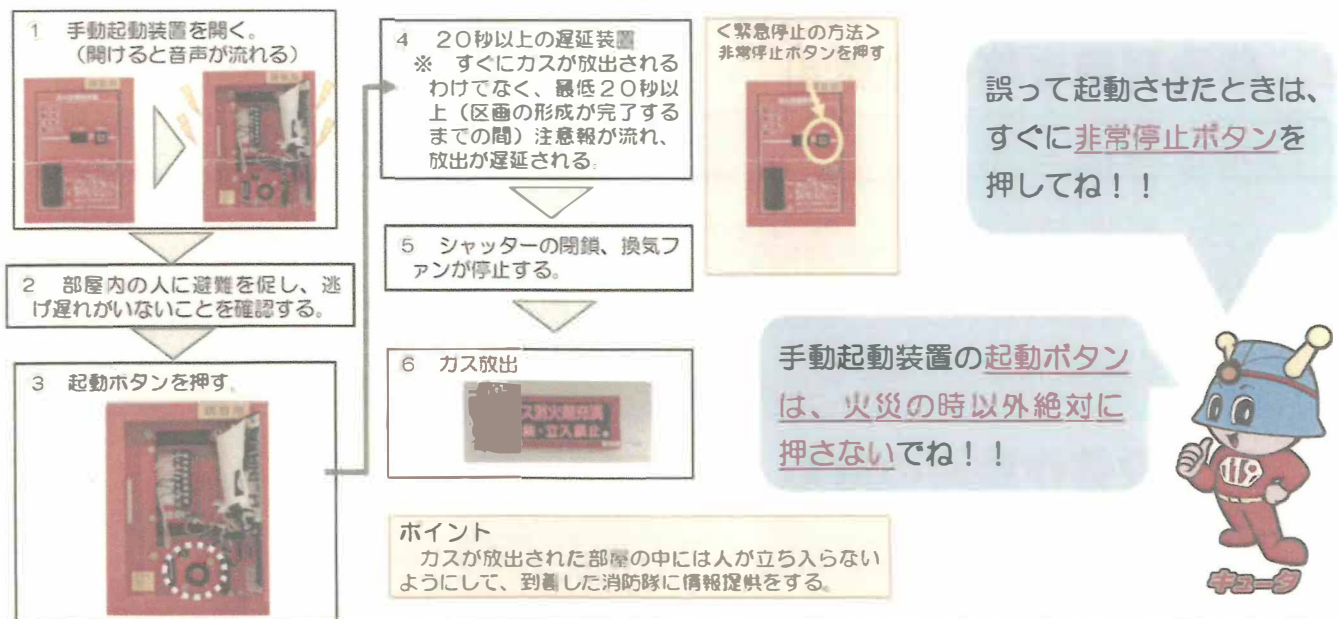 1 手動起動装置を開く。
（開けると音声が流れる）
2 部屋内の人に避難を促し、逃
げ遅れがいないことを確認する。
3 起動ボタンを押す。
4 20秒以上の遅延装置
※ すぐにガスが放出される
わけでなく、最低20秒以
上（区画の形成が完了する
までの間）注意報が流れ、
放出が遅延される。
5 シャッターの閉鎖、換気フ
ァンが停止する。
6 ガス放出
ス消火剤充満
・立入禁止。
ポイント
ガスが放出された部屋の中には人が立ち入らない
ようにして、到着した消防隊に情報提供をする。
＜緊急停止の方法＞
非常停止ボタンを押す
誤って起動させたときは、
すぐに非常停止ボタンを
押してね！！
手動起動装置の起動ボタン
は、火災の時以外絶対に
押さないでね！！
119
キュータ